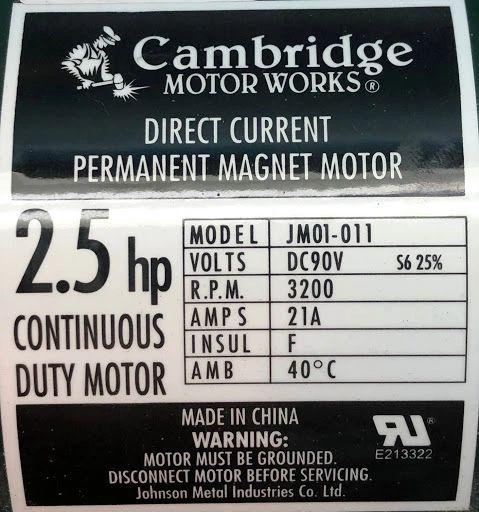 Cambridge
MOTOR WORKS®
DIRECT CURRENT
PERMANENT MAGNET MOTOR
2.5 hp
CONTINUOUS
DUTY MOTOR
MODEL JM01-011
VOLTS DC90V S6 25%
R.P.M. 3200
AMPS 21A
INSUL F
AMB 40°C
MADE IN CHINA
WARNING:
MOTOR MUST BE GROUNDED.
DISCONNECT MOTOR BEFORE SERVICING.
Johnson Metal Industries Co. Ltd.
RU®
E213322